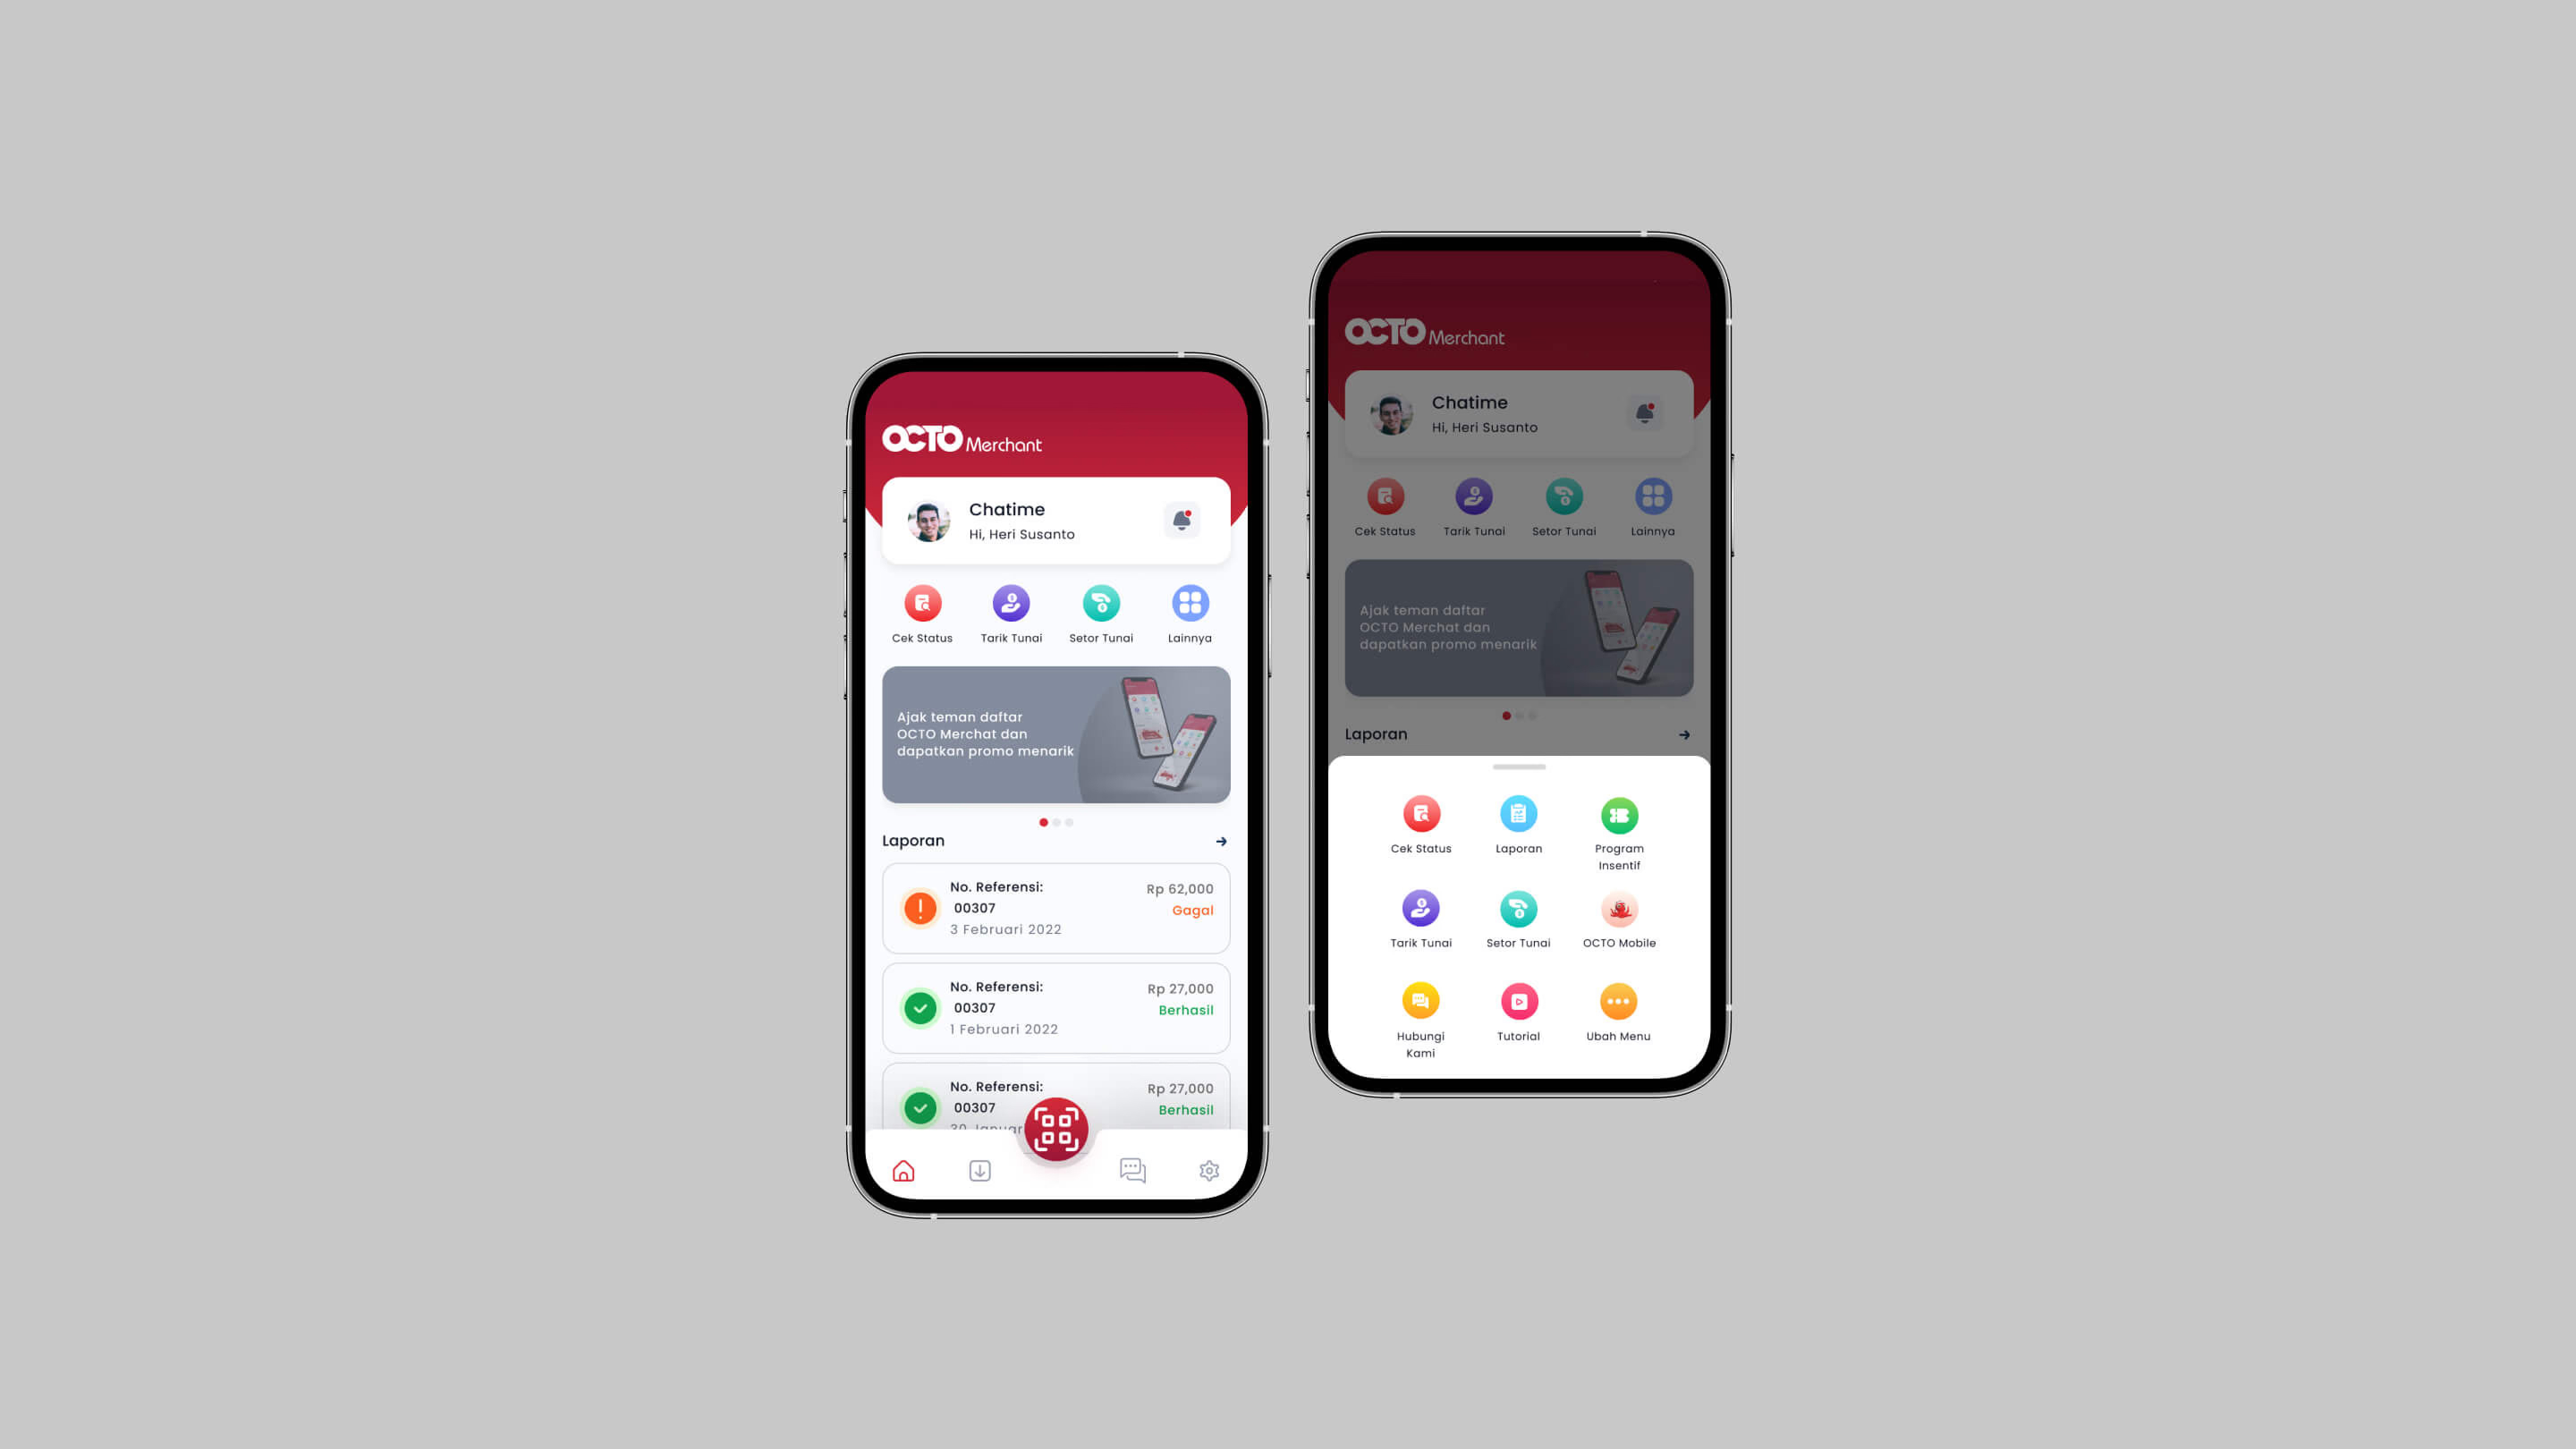 OCTO Merchant
Chatime
Hi, Heri Susanto
Cek Status
Tarik Tunai
Setor Tunai
Lainnya
Ajak teman daftar
OCTO Merchat dan
dapatkan promo menarik
Laporan
No. Referensi:
Rp 62,000
00307
Gagal
3 Februari 2022
No. Referensi:
Rp 27,000
00307
Berhasil
1 Februari 2022
No. Referensi:
Rp 27,000
00307
Berhasil
30
OCTO Merchant
Chatime
Hi, Heri Susanto
Cek Status
Tarik Tunai
Setor Tunai
Lainnya
Ajak teman daftar
OCTO Merchat dan
dapatkan promo menarik
Laporan
Cek Status
Laporan
Program
Insentif
Tarik Tunai
Setor Tunai
OCTO Mobile
Hubungi
Kami
Tutorial
Ubah Menu